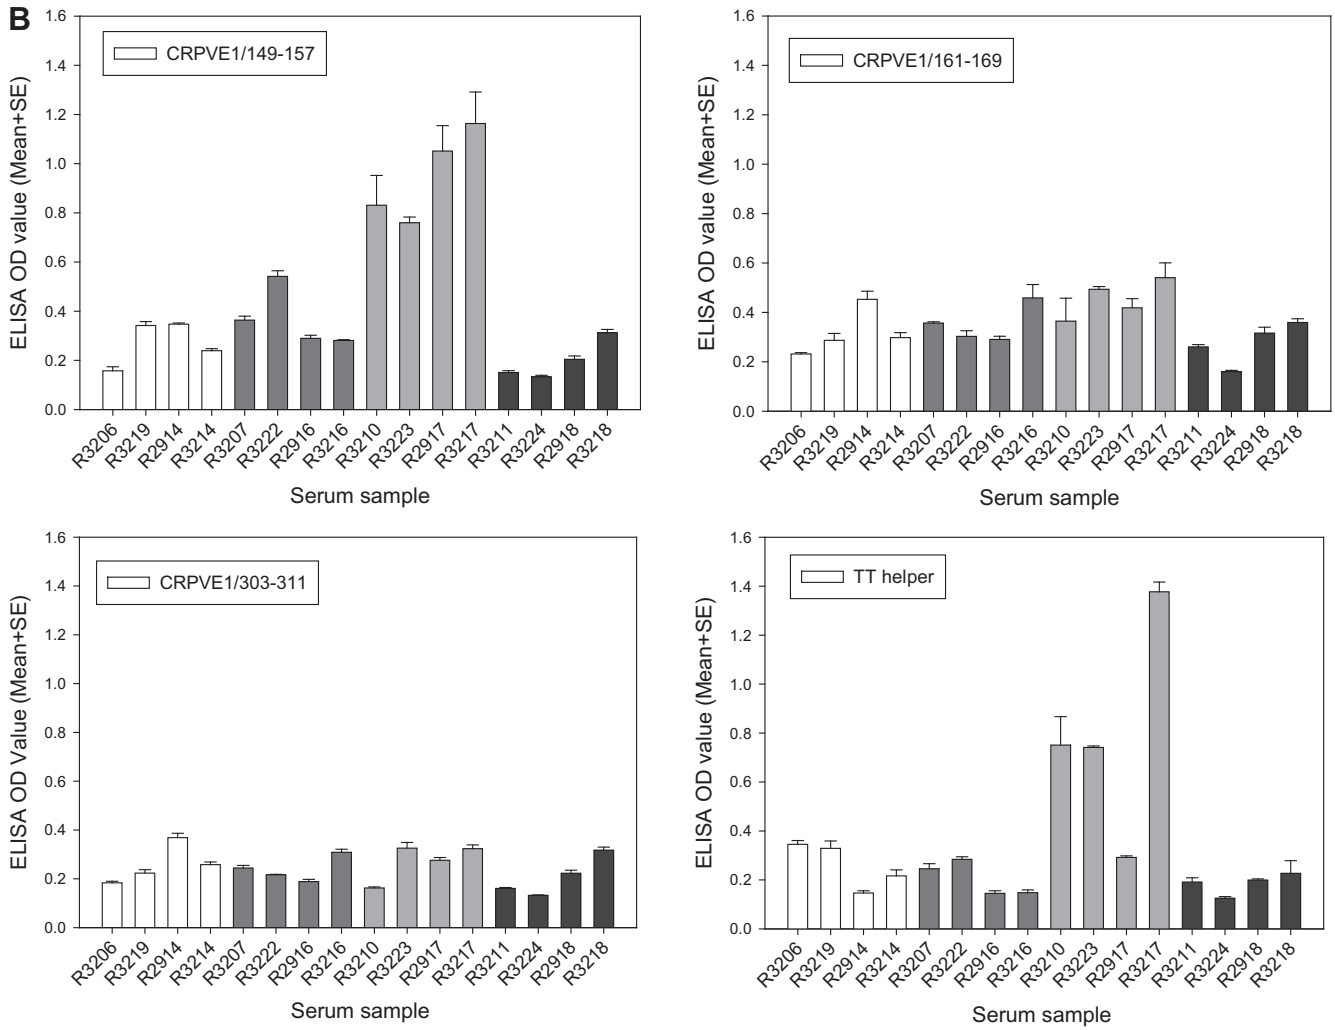 B
CRPVE1/149-157
ELISA OD value (Mean+SE)
1.6
1.4
1.2
1.0
0.8
0.6
0.4
0.2
0.0
R3206
R3219
R2914
R3214
R3207
R3222
R2916
R3216
R3210
R3223
R2917
R3217
R3211
R3224
R2918
R3218
Serum sample
CRPVE1/161-169
ELISA OD value (Mean+SE)
1.6
1.4
1.2
1.0
0.8
0.6
0.4
0.2
0.0
R3206
R3219
R2914
R3214
R3207
R3222
R2916
R3216
R3210
R3223
R2917
R3217
R3211
R3224
R2918
R3218
Serum sample
CRPVE1/303-311
ELISA OD Value (Mean+SE)
1.6
1.4
1.2
1.0
0.8
0.6
0.4
0.2
0.0
R3206
R3219
R2914
R3214
R3207
R3222
R2916
R3216
R3210
R3223
R2917
R3217
R3211
R3224
R2918
R3218
Serum sample
TT helper
ELISA OD value (Mean+SE)
1.6
1.4
1.2
1.0
0.8
0.6
0.4
0.2
0.0
R3206
R3219
R2914
R3214
R3207
R3222
R2916
R3216
R3210
R3223
R2917
R3217
R3211
R3224
R2918
R3218
Serum sample